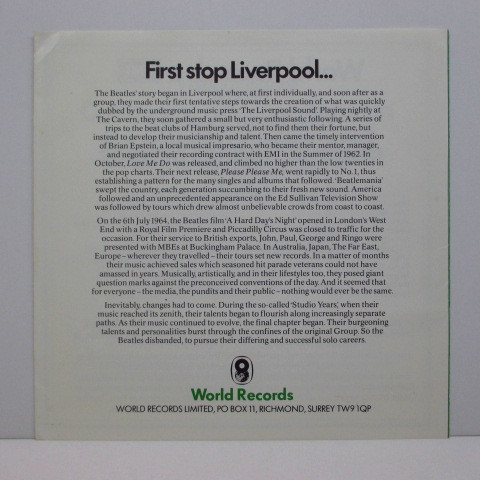 First stop Liverpool...
The Beatles' story began in Liverpool where, at first individually, and soon after as a
group, they made their first tentative steps towards the creation of what was quickly
dubbed by the underground music press 'The Liverpool Sound'. Playing nightly at
The Cavern, they soon gathered a small but very enthusiastic following. A series of
trips to the beat clubs of Hamburg served, not to find them their fortune, but
instead to develop their musicianship and talent. Then came the timely intervention
of Brian Epstein, a local musical impresario, who became their mentor, manager,
and negotiated their recording contract with EMI in the Summer of 1962. In
October, Love Me Do was released, and climbed no higher than the low twenties in
the pop charts. Their next release, Please Please Me, went rapidly to No. 1, thus
establishing a pattern for the many singles and albums that followed. 'Beatlemania'
swept the country, each generation succumbing to their fresh new sound. America
followed and an unprecedented appearance on the Ed Sullivan Television Show
was followed by tours which drew almost unbelievable crowds from coast to coast.
On the 6th July 1964, the Beatles film 'A Hard Day's Night' opened in London's West
End with a Royal Film Premiere and Piccadilly Circus was closed to traffic for the
occasion. For their service to British exports, John, Paul, George and Ringo were
presented with MBEs at Buckingham Palace. In Australia, Japan, The Far East,
Europe – wherever they travelled – their tours set new records. In a matter of months
their music achieved sales which seasoned hit parade veterans could not have
amassed in years. Musically, artistically, and in their lifestyles too, they posed giant
question marks against the preconceived conventions of the day. And it seemed that
for everyone – the media, the pundits and their public – nothing would ever be the same.
Inevitably, changes had to come. During the so-called 'Studio Years', when their
music reached its zenith, their talents began to flourish along increasingly separate
paths. As their music continued to evolve, the final chapter began. Their burgeoning
talents and personalities burst through the confines of the original Group: So the
Beatles disbanded, to pursue their differing and successful solo careers.
World Records
WORLD RECORDS LIMITED, PO BOX 11, RICHMOND, SURREY TW9 1QP